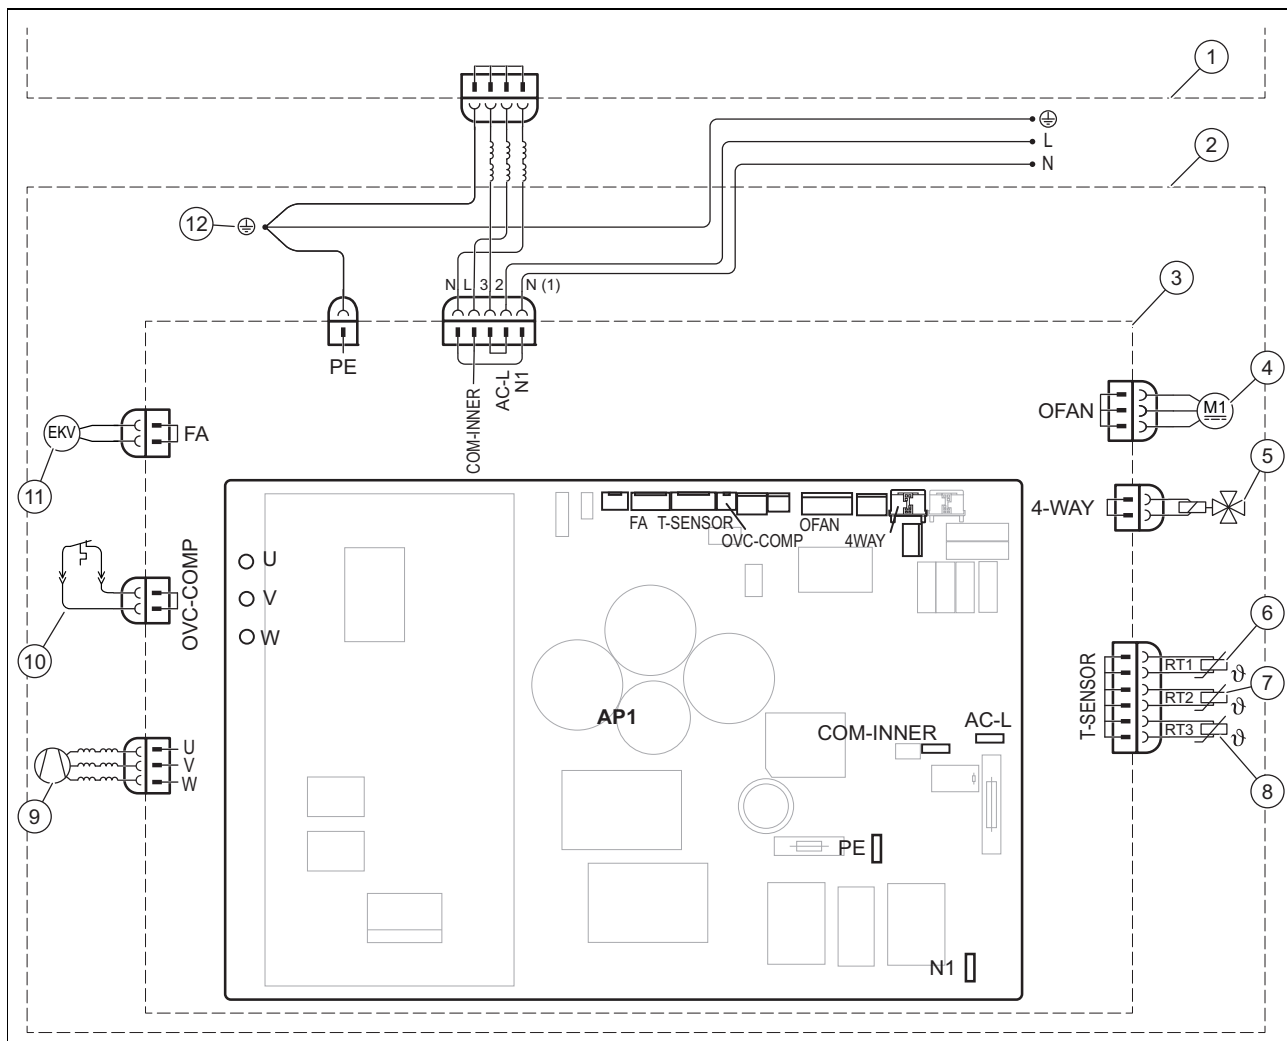 1
L
N
2
12
N L 3 2 N (1)
3
PE
COM-INNER
AC-L
N1
4
OFAN
M1
EKV
FA
11
5
4-WAY
FA T-SENSOR OFAN
OVC-COMP 4WAY
U
V
W
OVC-COMP
10
6
T-SENSOR
RT1 ϑ
7
RT2 ϑ
RT3 ϑ
8
AP1
AC-L
COM-INNER
U
V
W
9
PE
N1